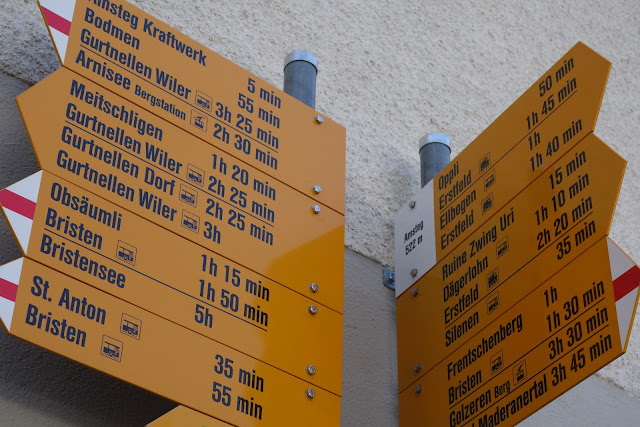 Amsteg Kraftwerk 5 min
Bodmen 55 min
Gurtnellen Wiler 3h 25 min
Arnisee Bergstation 2h 30 min
Meitschligen 1h 20 min
Gurtnellen Wiler 2h 25 min
Gurtnellen Dorf 2h 25 min
Gurtnellen Wiler 3h
Obsäumli 1h 15 min
Bristen 1h 50 min
Bristensee 5h
St. Anton 35 min
Bristen 55 min
Amsteg
522 m
Öppli 50 min
Erstfeld 1h 45 min
Ellbogen 1h
Erstfeld 1h 40 min
Ruine Zwing Uri 15 min
Dägerlohn 1h 10 min
Erstfeld 2h 20 min
Silenen 35 min
Frentschenberg 1h
Bristen 1h 30 min
Golzeren Berg 3h 30 min
Maderanertal 3h 45 min